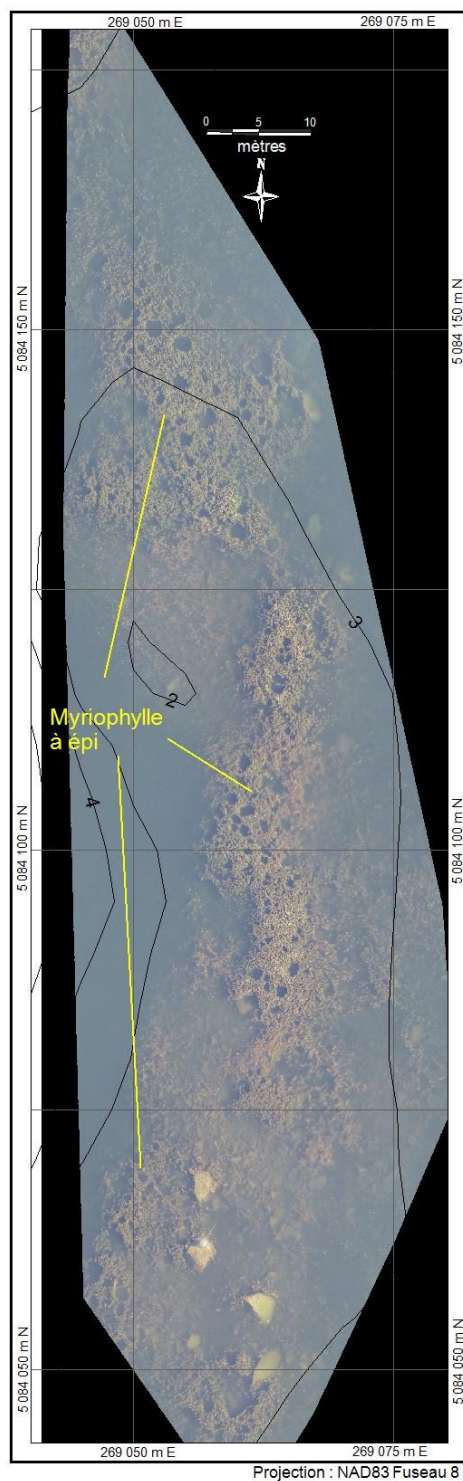 269 050 m E
269 075 m E
0 5 10
mètres
N
5 084 150 m N
5 084 150 m N
3
2
Myriophylle
à épi
4
5 084 100 m N
5 084 100 m N
5 084 050 m N
5 084 050 m N
269 050 m E
269 075 m E
Projection : NAD83 Fuseau 8